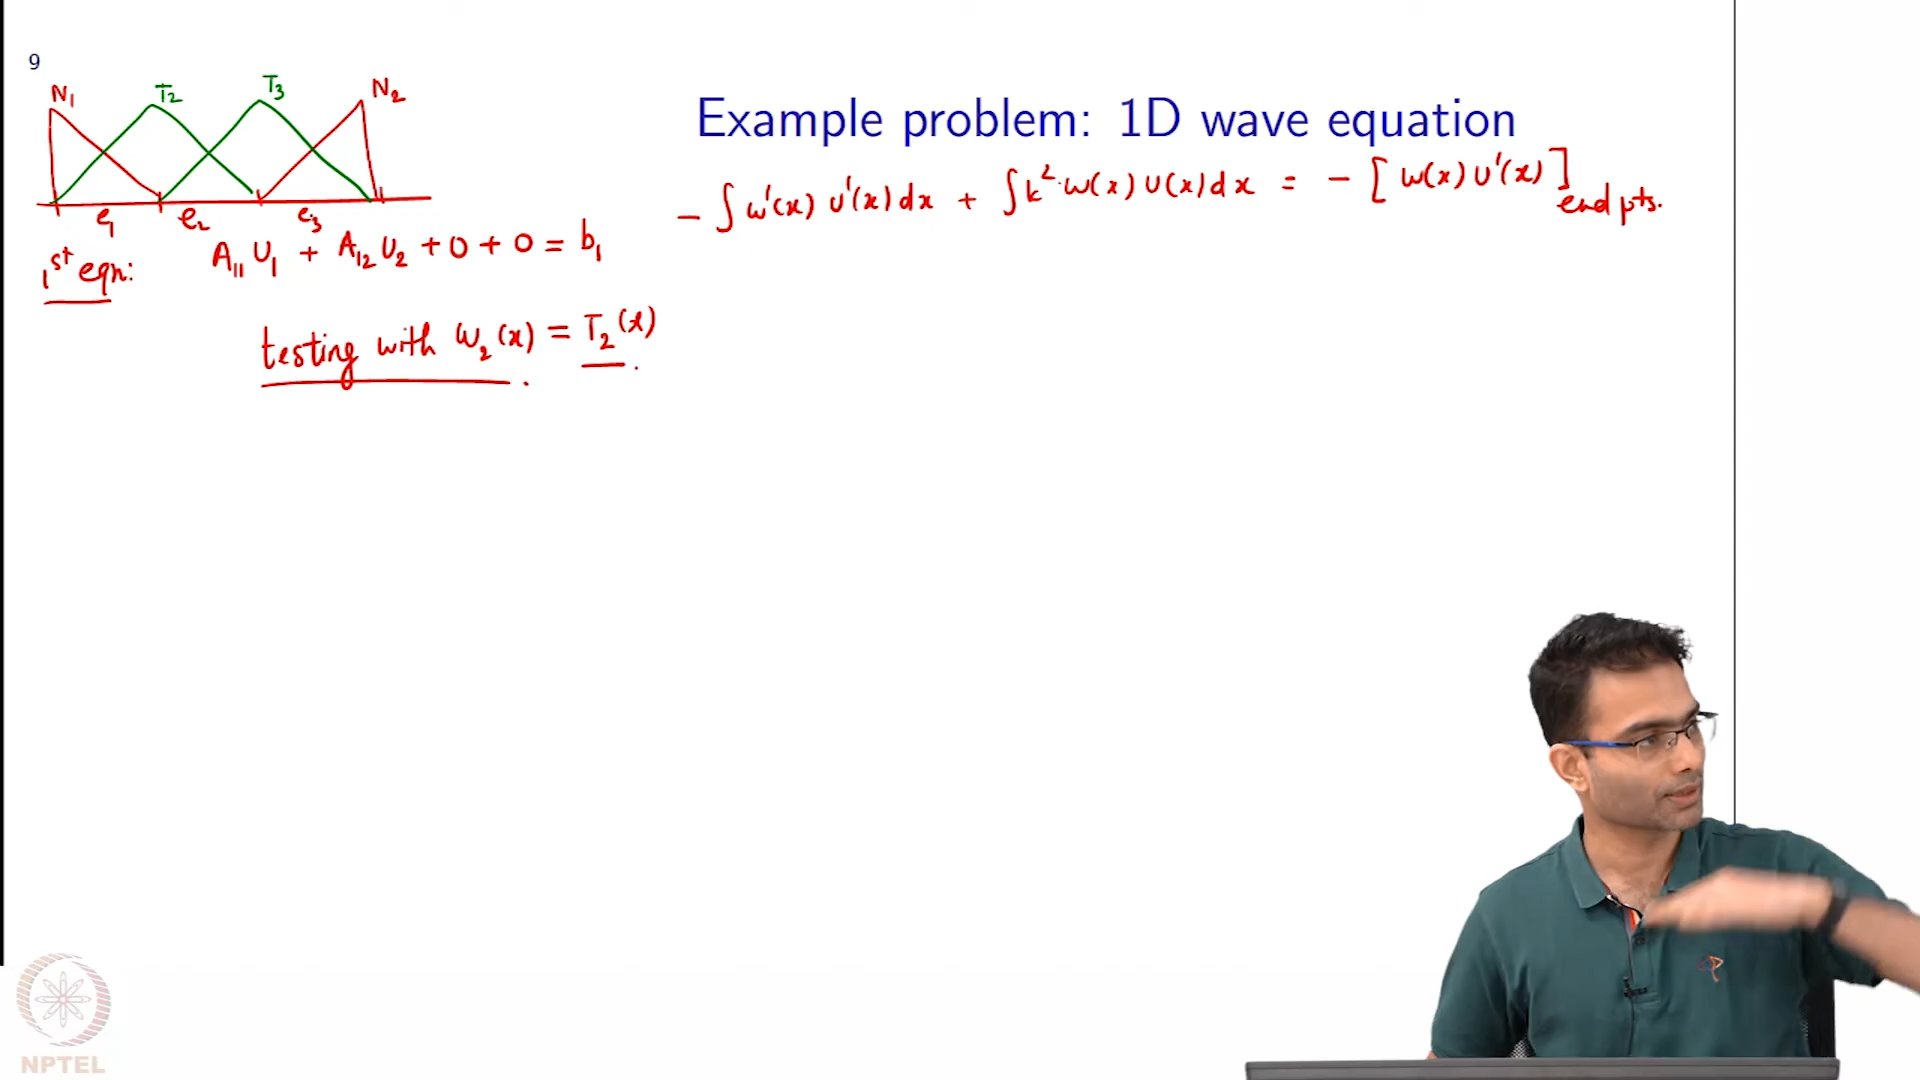 9
N₁ T₂ T₃ N₂
Example problem: 1D wave equation
e₁ e₂ e₃
- ∫ w'(x) u'(x) dx + ∫ k² w(x) u(x) dx = - [ w(x) u'(x) ] end pts.
1st eqn: A₁₁ U₁ + A₁₂ U₂ + 0 + 0 = b₁
testing with W₂(x) = T₂(x).
NPTEL